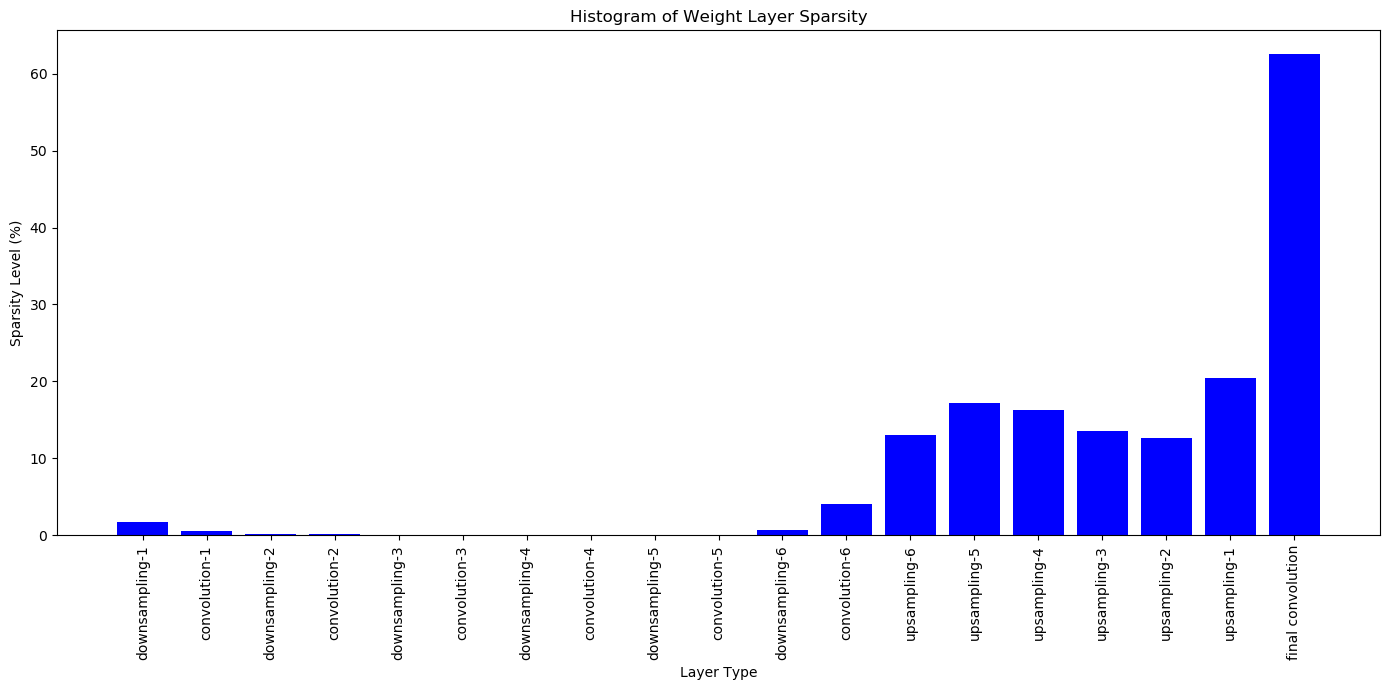 Histogram of Weight Layer Sparsity
Sparsity Level (%)
60
50
40
30
20
10
0
downsampling-1
convolution-1
downsampling-2
convolution-2
downsampling-3
convolution-3
downsampling-4
convolution-4
downsampling-5
convolution-5
downsampling-6
convolution-6
upsampling-6
upsampling-5
upsampling-4
upsampling-3
upsampling-2
upsampling-1
final convolution
Layer Type